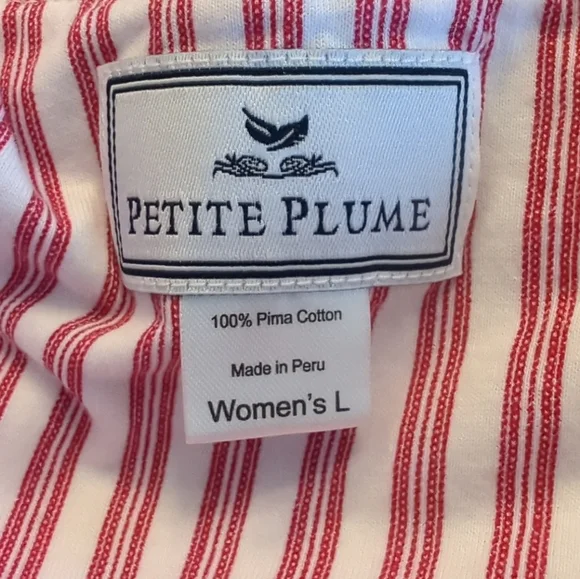 PETITE PLUME
100% Pima Cotton
Made in Peru
Women's L